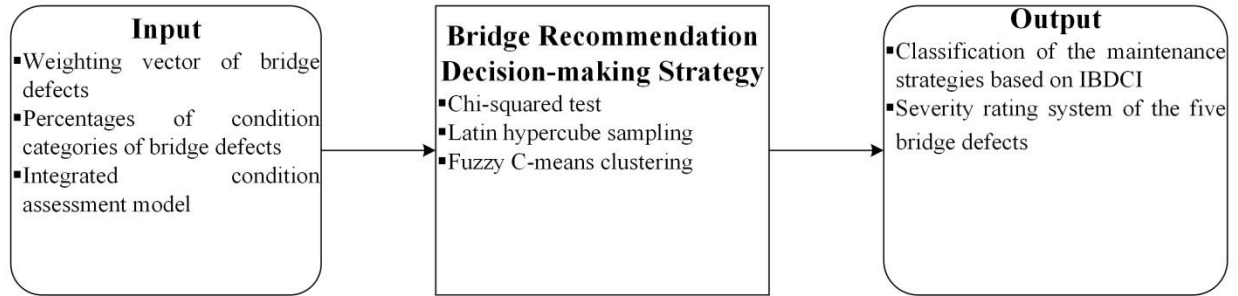 Input
▪Weighting vector of bridge
defects
▪Percentages of condition
categories of bridge defects
▪Integrated condition
assessment model
Bridge Recommendation
Decision-making Strategy
▪Chi-squared test
▪Latin hypercube sampling
▪Fuzzy C-means clustering
Output
▪Classification of the maintenance
strategies based on IBDCI
▪Severity rating system of the five
bridge defects